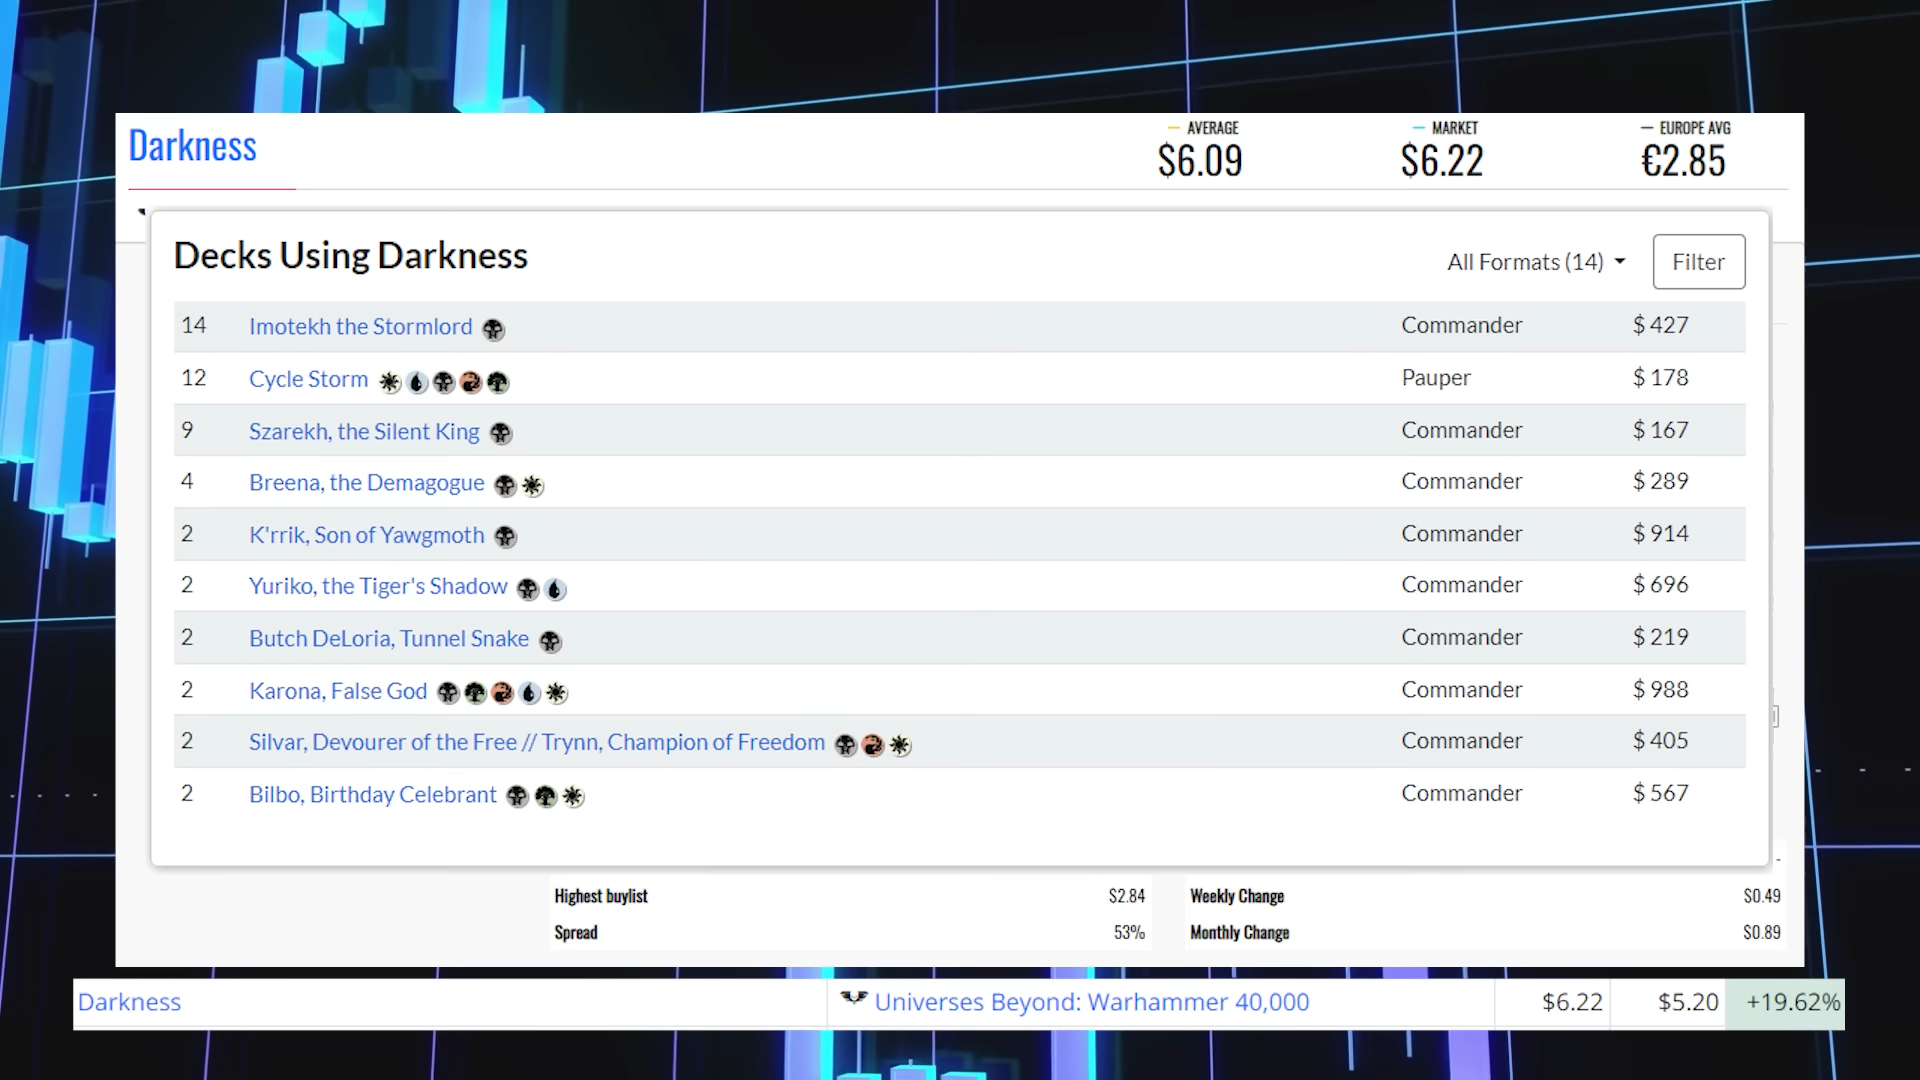 Darkness
AVERAGE
$6.09
MARKET
$6.22
EUROPE AVG
€2.85
Decks Using Darkness
All Formats (14)
Filter
14 Imotekh the Stormlord Commander $ 427
12 Cycle Storm Pauper $ 178
9 Szarekh, the Silent King Commander $ 167
4 Breena, the Demagogue Commander $ 289
2 K'rrik, Son of Yawgmoth Commander $ 914
2 Yuriko, the Tiger's Shadow Commander $ 696
2 Butch DeLoria, Tunnel Snake Commander $ 219
2 Karona, False God Commander $ 988
2 Silvar, Devourer of the Free // Trynn, Champion of Freedom Commander $ 405
2 Bilbo, Birthday Celebrant Commander $ 567
Highest buylist $2.84 Weekly Change $0.49
Spread 53% Monthly Change $0.89
Darkness Universes Beyond: Warhammer 40,000 $6.22 $5.20 +19.62%